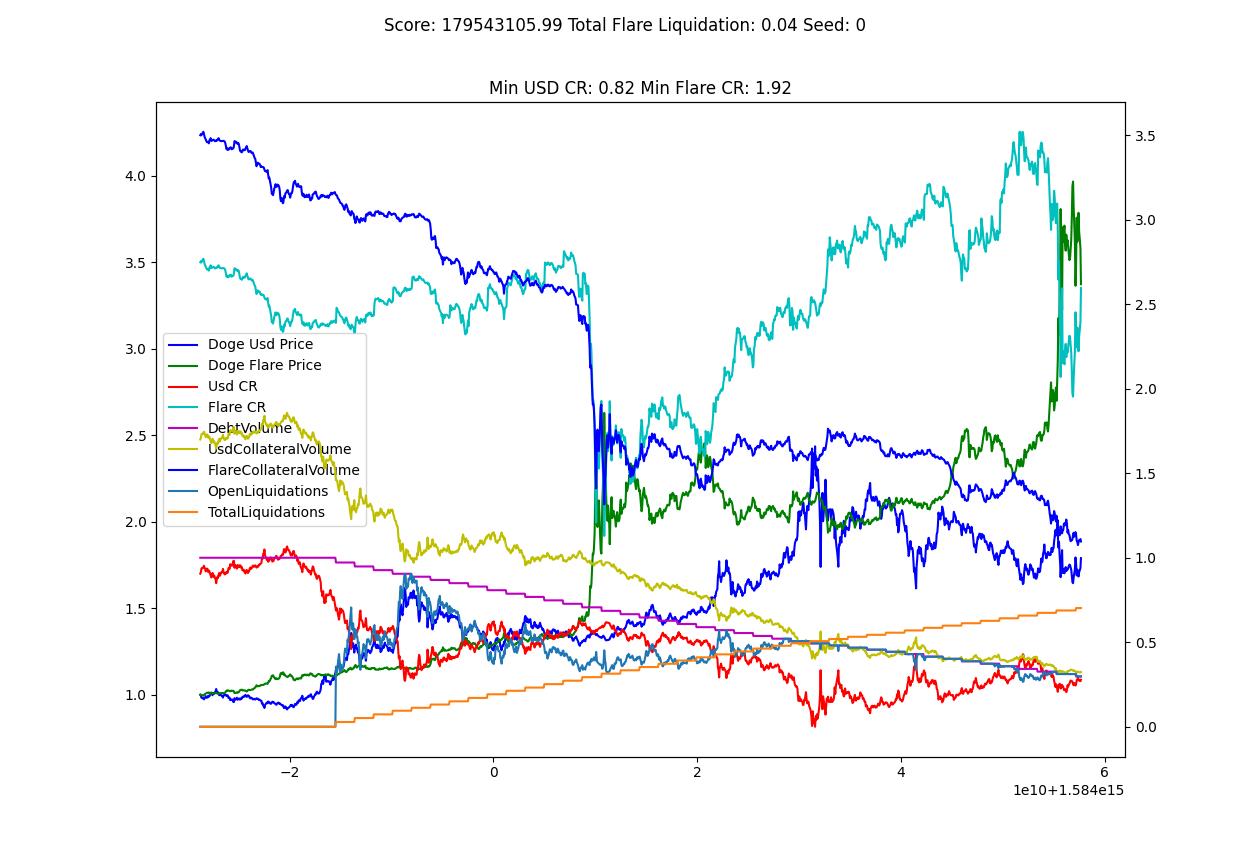 Score: 179543105.99 Total Flare Liquidation: 0.04 Seed: 0
Min USD CR: 0.82 Min Flare CR: 1.92
4.0
3.5
3.0
2.5
2.0
1.5
1.0
Doge Usd Price
Doge Flare Price
Usd CR
Flare CR
DebtVolume
UsdCollateralVolume
FlareCollateralVolume
OpenLiquidations
TotalLiquidations
3.5
3.0
2.5
2.0
1.5
1.0
0.5
0.0
−2 0 2 4 6
1e10+1.584e15